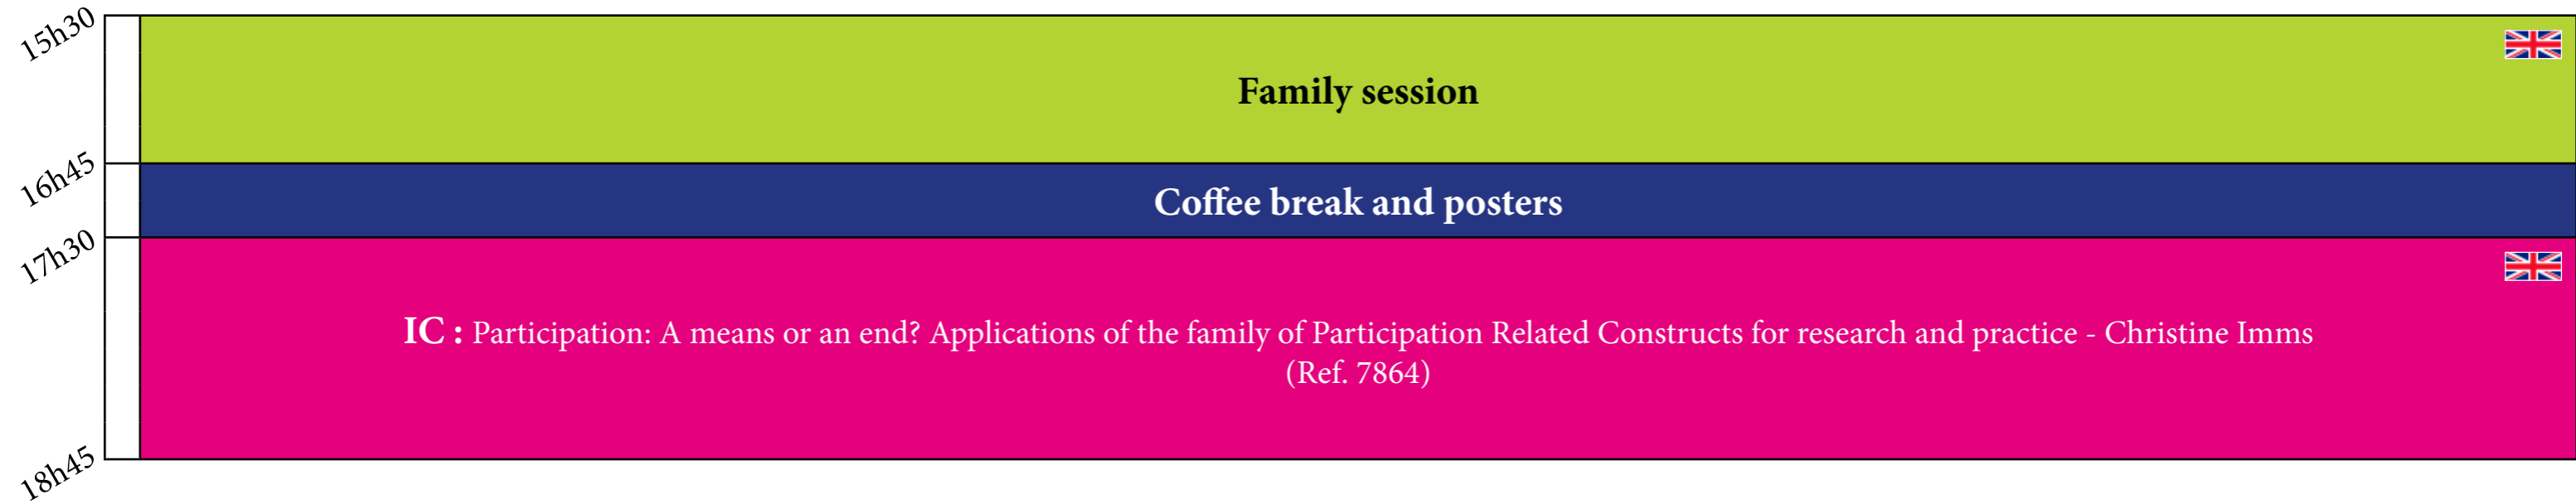 15h30
Family session
16h45
Coffee break and posters
17h30
IC : Participation: A means or an end? Applications of the family of Participation Related Constructs for research and practice - Christine Imms
(Ref. 7864)
18h45